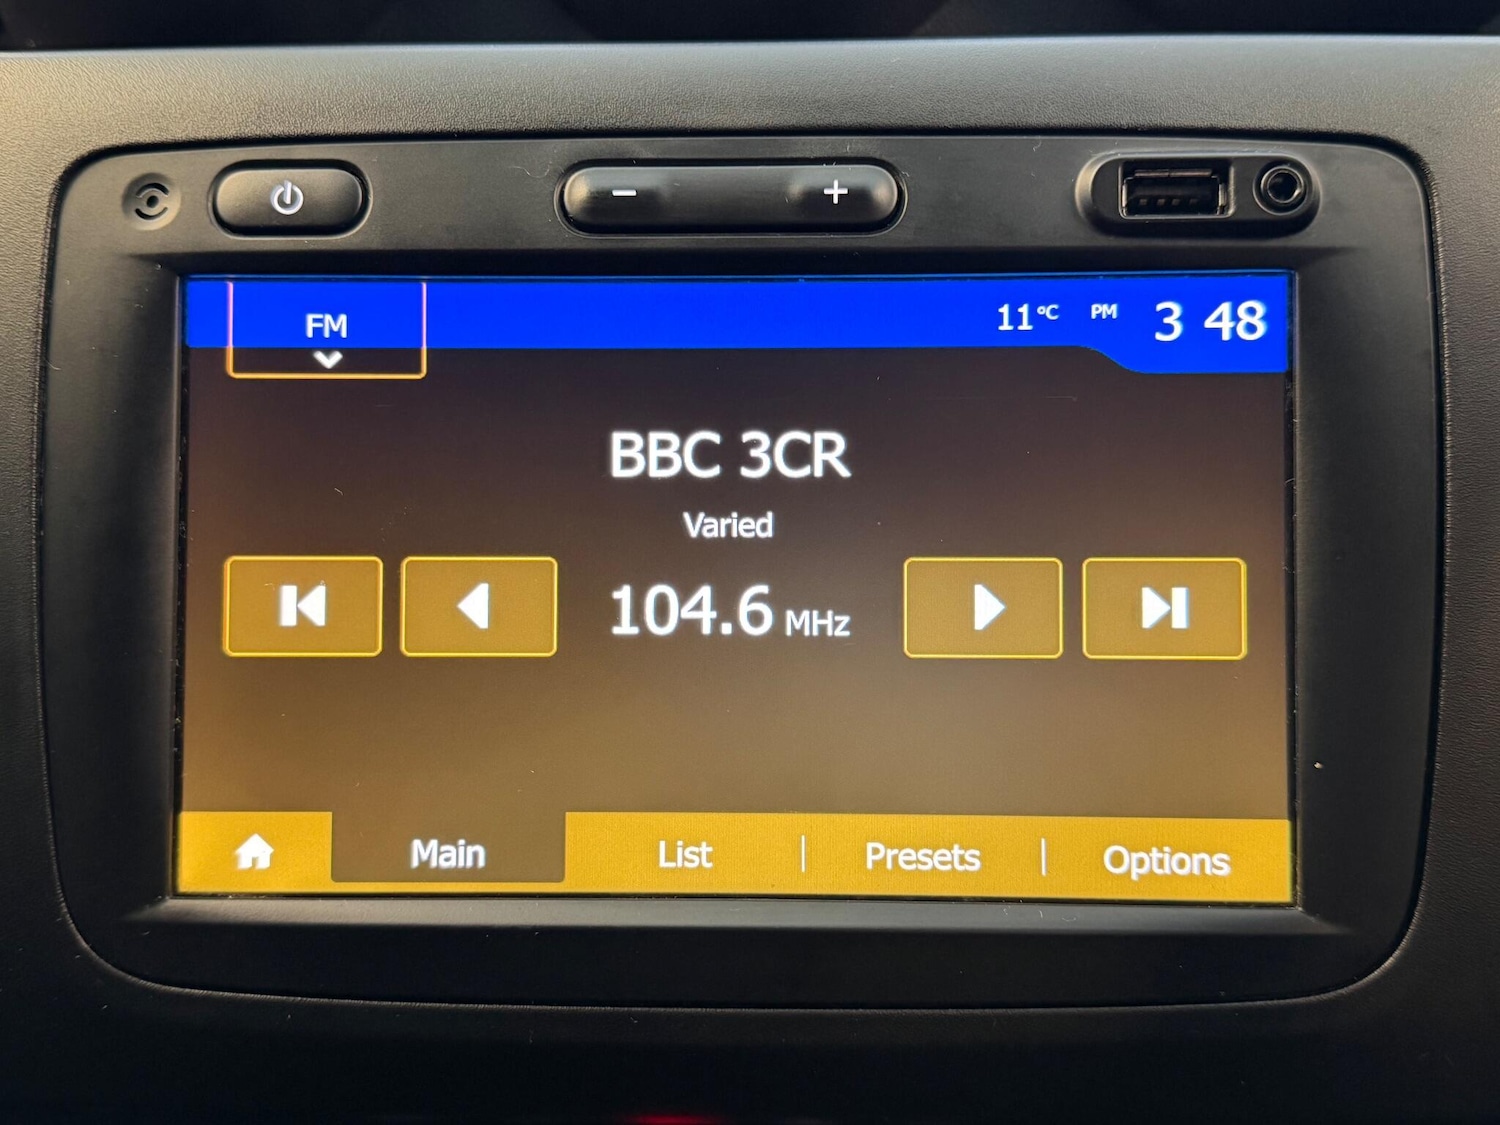 − +
FM 11°C PM 3 48
BBC 3CR
Varied
104.6 MHz
Main List Presets Options